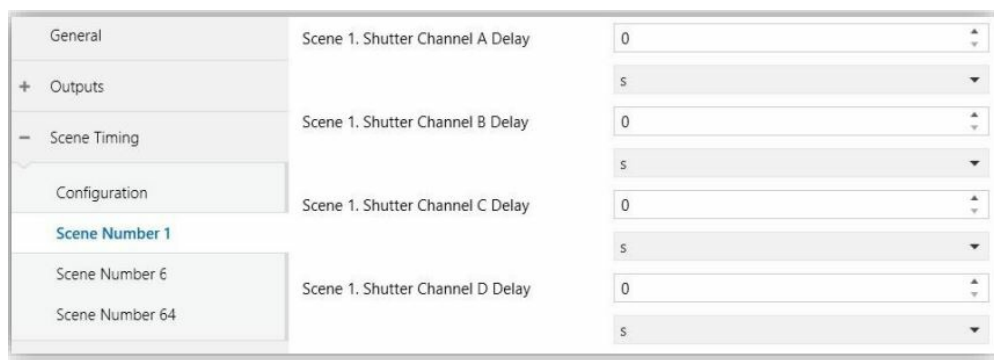 General
+ Outputs
− Scene Timing
Configuration
Scene Number 1
Scene Number 6
Scene Number 64
Scene 1. Shutter Channel A Delay 0
s
Scene 1. Shutter Channel B Delay 0
s
Scene 1. Shutter Channel C Delay 0
s
Scene 1. Shutter Channel D Delay 0
s